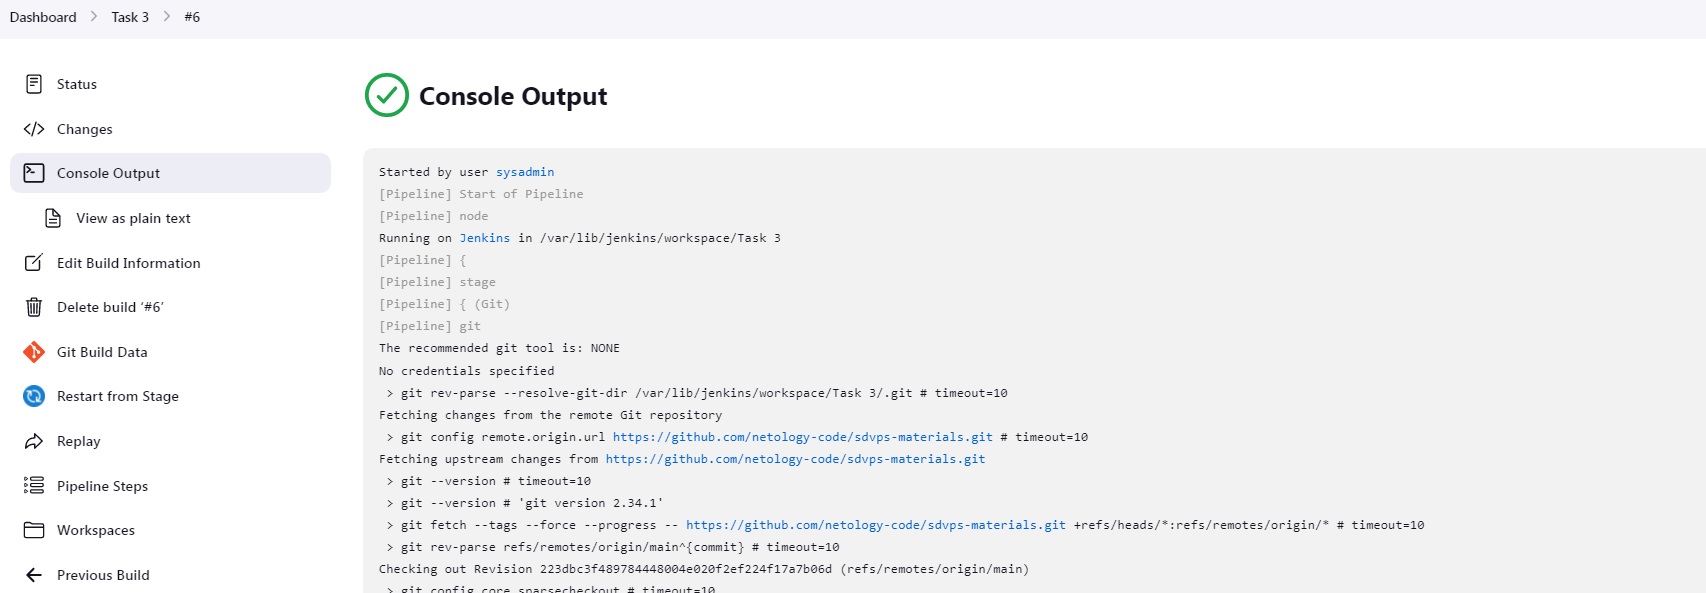 Dashboard > Task 3 > #6
Status
Changes
Console Output
View as plain text
Edit Build Information
Delete build ‘#6’
Git Build Data
Restart from Stage
Replay
Pipeline Steps
Workspaces
Previous Build
Console Output
Started by user sysadmin
[Pipeline] Start of Pipeline
[Pipeline] node
Running on Jenkins in /var/lib/jenkins/workspace/Task 3
[Pipeline] {
[Pipeline] stage
[Pipeline] { (Git)
[Pipeline] git
The recommended git tool is: NONE
No credentials specified
> git rev-parse --resolve-git-dir /var/lib/jenkins/workspace/Task 3/.git # timeout=10
Fetching changes from the remote Git repository
> git config remote.origin.url https://github.com/netology-code/sdvps-materials.git # timeout=10
Fetching upstream changes from https://github.com/netology-code/sdvps-materials.git
> git --version # timeout=10
> git --version # 'git version 2.34.1'
> git fetch --tags --force --progress -- https://github.com/netology-code/sdvps-materials.git +refs/heads/*:refs/remotes/origin/* # timeout=10
> git rev-parse refs/remotes/origin/main^{commit} # timeout=10
Checking out Revision 223dbc3f489784448004e020f2ef224f17a7b06d (refs/remotes/origin/main)
> git config core.sparsecheckout # timeout=10